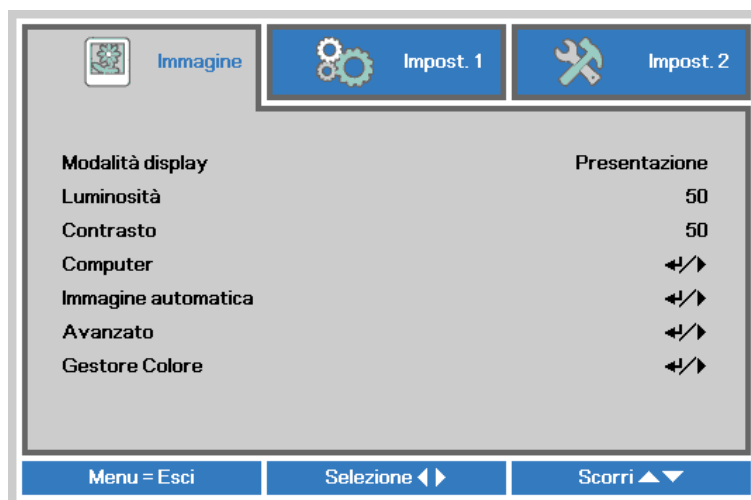 Immagine
Impost. 1
Impost. 2
Modalità display Presentazione
Luminosità 50
Contrasto 50
Computer
Immagine automatica
Avanzato
Gestore Colore
Menu = Esci
Selezione
Scorri